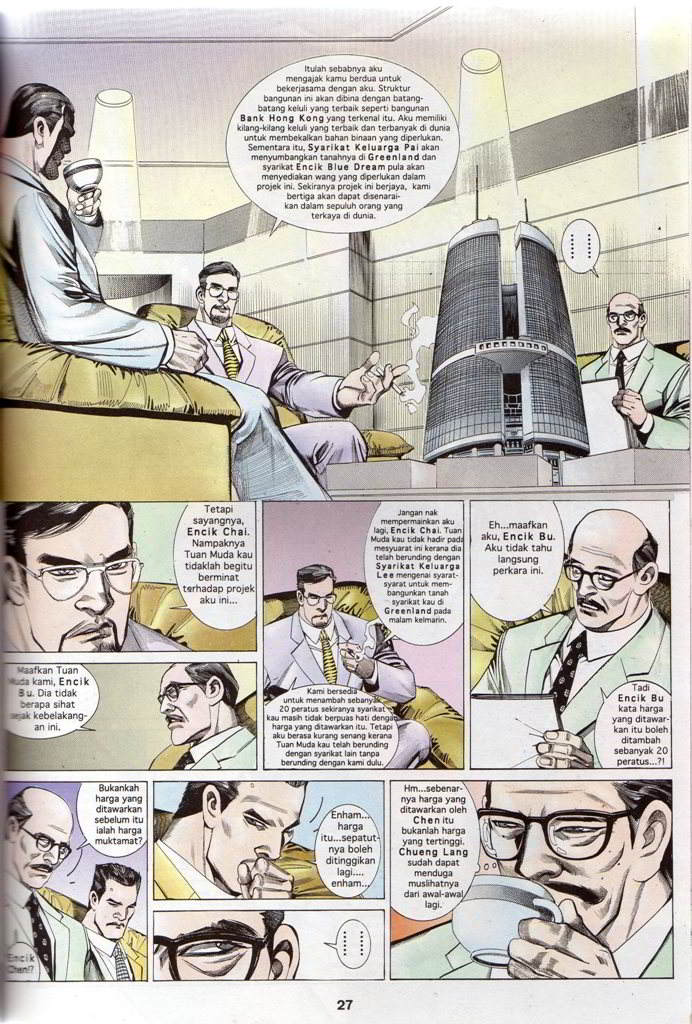 Itulah sebabnya aku
mengajak kamu berdua untuk
bekerjasama dengan aku. Struktur
bangunan ini akan dibina dengan batang-
batang keluli yang terbaik seperti bangunan
Bank Hong Kong yang terkenal itu. Aku memiliki
kilang-kilang keluli yang terbaik dan terbanyak di dunia
untuk membekalkan bahan binaan yang diperlukan.
Sementara itu, Syarikat Keluarga Pai akan
menyumbangkan tanahnya di Greenland dan
syarikat Encik Blue Dream pula akan
menyediakan wang yang diperlukan dalam
projek ini. Sekiranya projek ini berjaya, kami
bertiga akan dapat disenarai-
kan dalam sepuluh orang yang
terkaya di dunia.
Tetapi
sayangnya,
Encik Chai.
Nampaknya
Tuan Muda kau
tidaklah begitu
berminat
terhadap projek
aku ini...
Maafkan Tuan
Muda kami, Encik
Bu. Dia tidak
berapa sihat
sejak kebelakang-
an ini.
Jangan nak
mempermainkan aku
lagi, Encik Chai. Tuan
Muda kau tidak hadir pada
mesyuarat ini kerana dia
telah berunding dengan
Syarikat Keluarga
Lee mengenai syarat-
syarat untuk mem-
bangunkan tanah
syarikat kau di
Greenland pada
malam kelmarin.
Kami bersedia
untuk menambah sebanyak
20 peratus sekiranya syarikat
kau masih tidak berpuas hati dengan
harga yang ditawarkan itu. Tetapi
aku berasa kurang senang kerana
Tuan Muda kau telah berunding
dengan syarikat lain tanpa
berunding dengan kami dulu.
Eh...maafkan
aku, Encik Bu.
Aku tidak tahu
langsung
perkara ini.
Tadi
Encik Bu
kata harga
yang ditawar-
kan itu boleh
ditambah
sebanyak 20
peratus...?!
Bukankah
harga yang
ditawarkan
sebelum itu
ialah harga
muktamat?
Encik
Chen!?
Enham...
harga
itu...sepatut-
nya boleh
ditinggikan
lagi....
enham...
Hm...sebenar-
nya harga yang
ditawarkan oleh
Chen itu
bukanlah harga
yang tertinggi.
Chueng Lang
sudah dapat
menduga
muslihatnya
dari awal-awal
lagi.
27